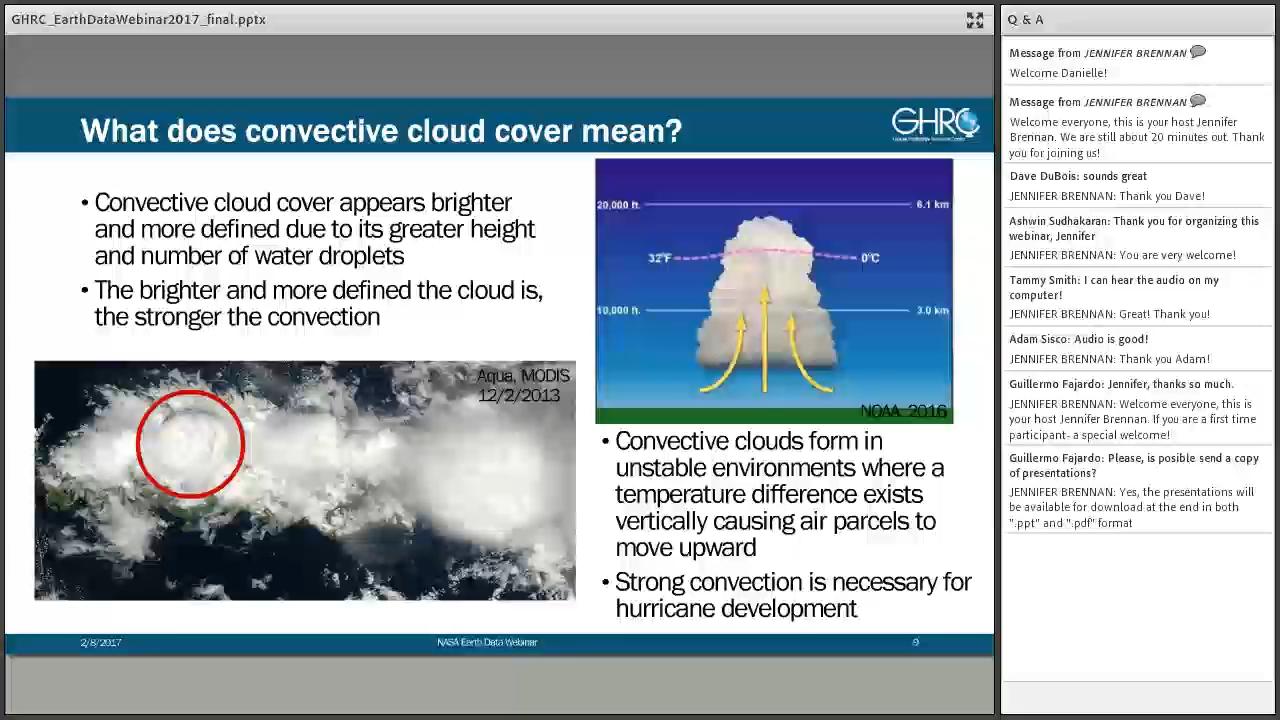 GHRC_EarthDataWebinar2017_final.pptx
What does convective cloud cover mean?
GHRC
• Convective cloud cover appears brighter
and more defined due to its greater height
and number of water droplets
• The brighter and more defined the cloud is,
the stronger the convection
Aqua, MODIS
12/2/2013
20,000 ft.
6.1 km
32°F
0°C
10,000 ft.
3.0 km
NOAA 2016
• Convective clouds form in
unstable environments where a
temperature difference exists
vertically causing air parcels to
move upward
• Strong convection is necessary for
hurricane development
2/8/2017
NASA Earth Data Webinar
9
Q & A
Message from JENNIFER BRENNAN
Welcome Danielle!
Message from JENNIFER BRENNAN
Welcome everyone, this is your host Jennifer
Brennan. We are still about 20 minutes out. Thank
you for joining us!
Dave DuBois: sounds great
JENNIFER BRENNAN: Thank you Dave!
Ashwin Sudhakaran: Thank you for organizing this
webinar, Jennifer
JENNIFER BRENNAN: You are very welcome!
Tammy Smith: I can hear the audio on my
computer!
JENNIFER BRENNAN: Great! Thank you!
Adam Sisco: Audio is good!
JENNIFER BRENNAN: Thank you Adam!
Guillermo Fajardo: Jennifer, thanks so much.
JENNIFER BRENNAN: Welcome everyone, this is
your host Jennifer Brennan. If you are a first time
participant- a special welcome!
Guillermo Fajardo: Please, is posible send a copy
of presentations?
JENNIFER BRENNAN: Yes, the presentations will
be available for download at the end in both
".ppt" and ".pdf" format